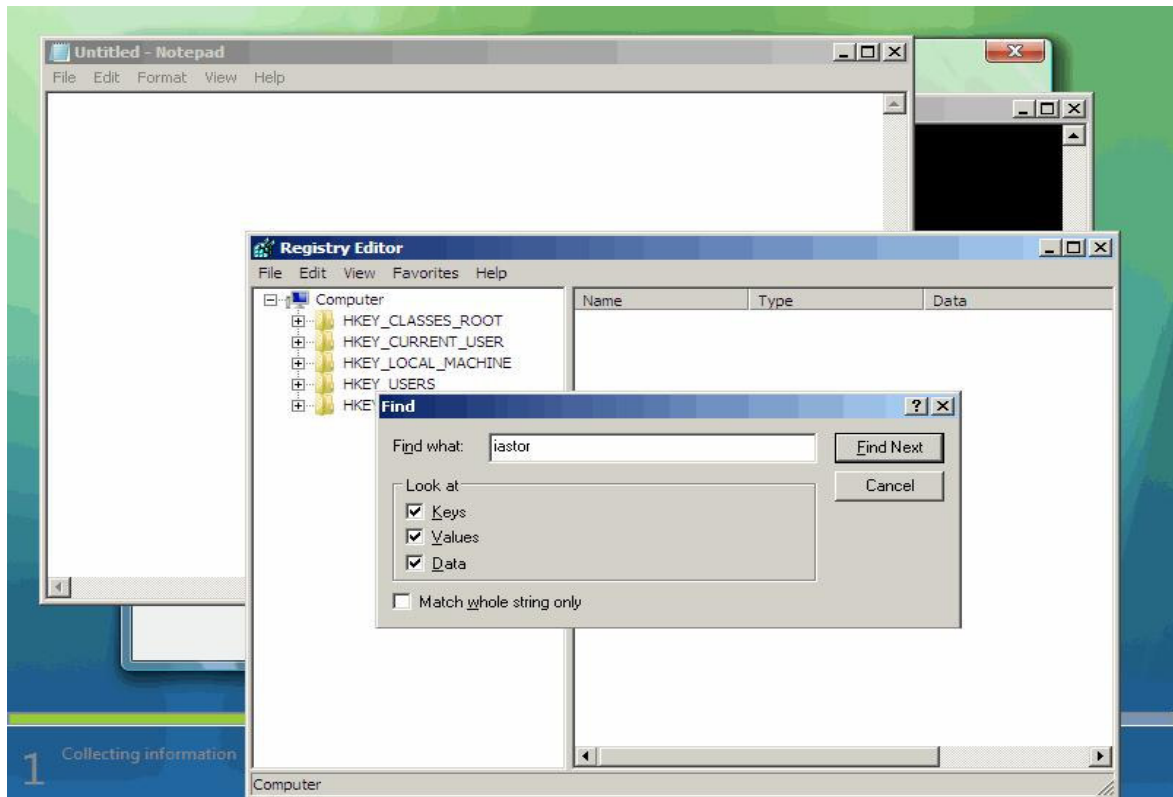 Untitled - Notepad
File Edit Format View Help
Registry Editor
File Edit View Favorites Help
Computer
HKEY_CLASSES_ROOT
HKEY_CURRENT_USER
HKEY_LOCAL_MACHINE
HKEY_USERS
HKEY
Name Type Data
Find
Find what: iastor
Find Next
Cancel
Look at
Keys
Values
Data
Match whole string only
1 Collecting information
Computer